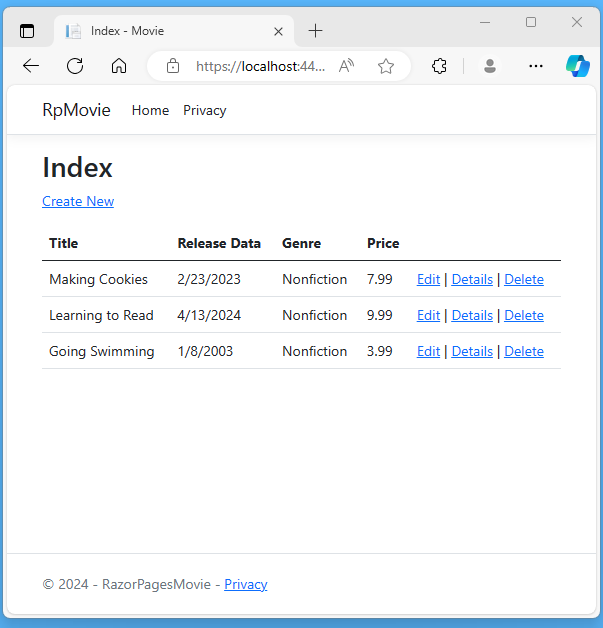 Index - Movie
https://localhost:44...
RpMovie Home Privacy
Index
Create New
Title Release Data Genre Price
Making Cookies 2/23/2023 Nonfiction 7.99 Edit | Details | Delete
Learning to Read 4/13/2024 Nonfiction 9.99 Edit | Details | Delete
Going Swimming 1/8/2003 Nonfiction 3.99 Edit | Details | Delete
© 2024 - RazorPagesMovie - Privacy